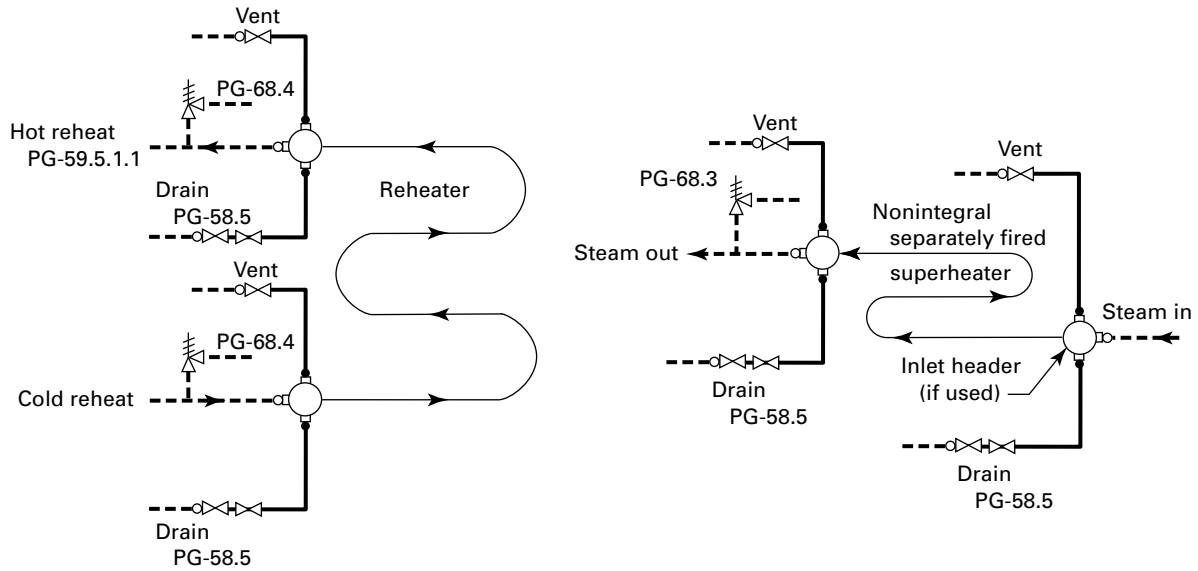 Vent
PG-68.4
Hot reheat
PG-59.5.1.1
Drain
PG-58.5
Reheater
Vent
PG-68.4
Cold reheat
Drain
PG-58.5
Vent
PG-68.3
Steam out
Nonintegral
separately fired
superheater
Drain
PG-58.5
Vent
Steam in
Inlet header
(if used)
Drain
PG-58.5